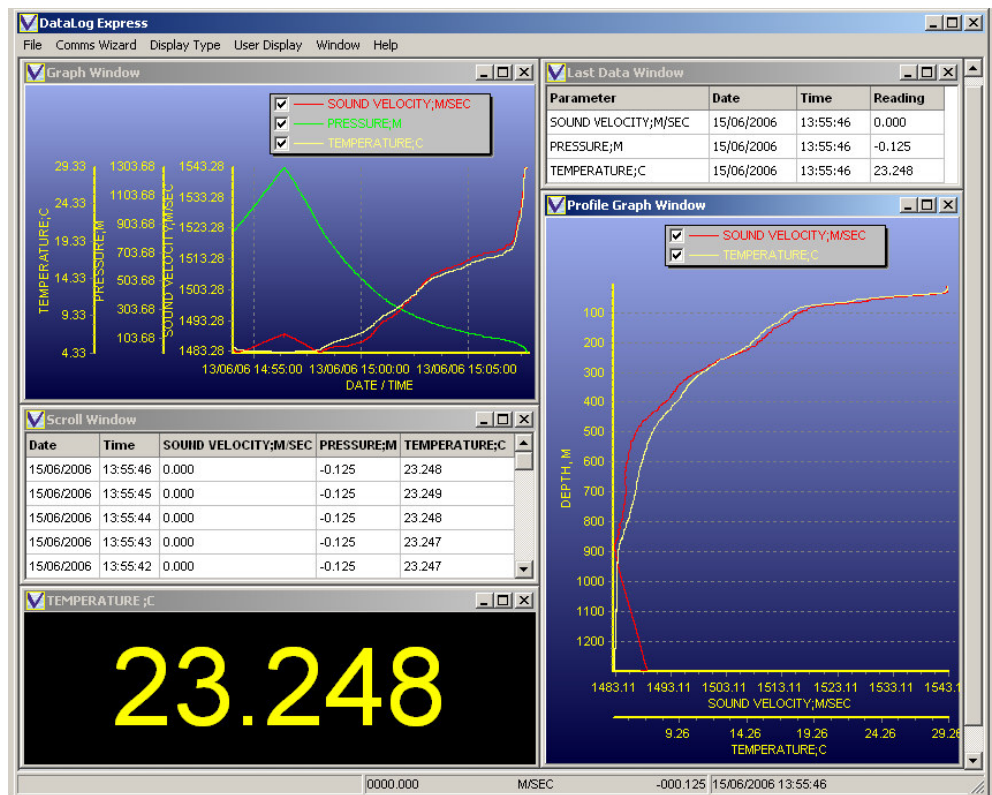 DataLog Express
File Comms Wizard Display Type User Display Window Help
Graph Window
SOUND VELOCITY;M/SEC
PRESSURE;M
TEMPERATURE,C
29.33 1303.68 1543.28
1103.68 1533.28
24.33
903.68 1523.28
19.33
703.68 1513.28
14.33
503.68 1503.28
9.33 303.68 1493.28
103.68
4.33 1483.28
TEMPERATURE;C
PRESSURE;M
SOUND VELOCITY;M/SEC
13/06/06 14:55:00 13/06/06 15:00:00 13/06/06 15:05:00
DATE / TIME
Last Data Window
Parameter Date Time Reading
SOUND VELOCITY;M/SEC 15/06/2006 13:55:46 0.000
PRESSURE;M 15/06/2006 13:55:46 -0.125
TEMPERATURE;C 15/06/2006 13:55:46 23.248
Scroll Window
Date Time SOUND VELOCITY;M/SEC PRESSURE;M TEMPERATURE;C
15/06/2006 13:55:46 0.000 -0.125 23.248
15/06/2006 13:55:45 0.000 -0.125 23.249
15/06/2006 13:55:44 0.000 -0.125 23.248
15/06/2006 13:55:43 0.000 -0.125 23.247
15/06/2006 13:55:42 0.000 -0.125 23.247
TEMPERATURE ;C
23.248
Profile Graph Window
SOUND VELOCITY;M/SEC
TEMPERATURE,C
100
200
300
400
500
600
700
800
900
1000
1100
1200
DEPTH, M
1483.11 1493.11 1503.11 1513.11 1523.11 1533.11 1543.1
SOUND VELOCITY;M/SEC
9.26 14.26 19.26 24.26 29.26
TEMPERATURE;C
0000.000 M/SEC -000.125 15/06/2006 13:55:46